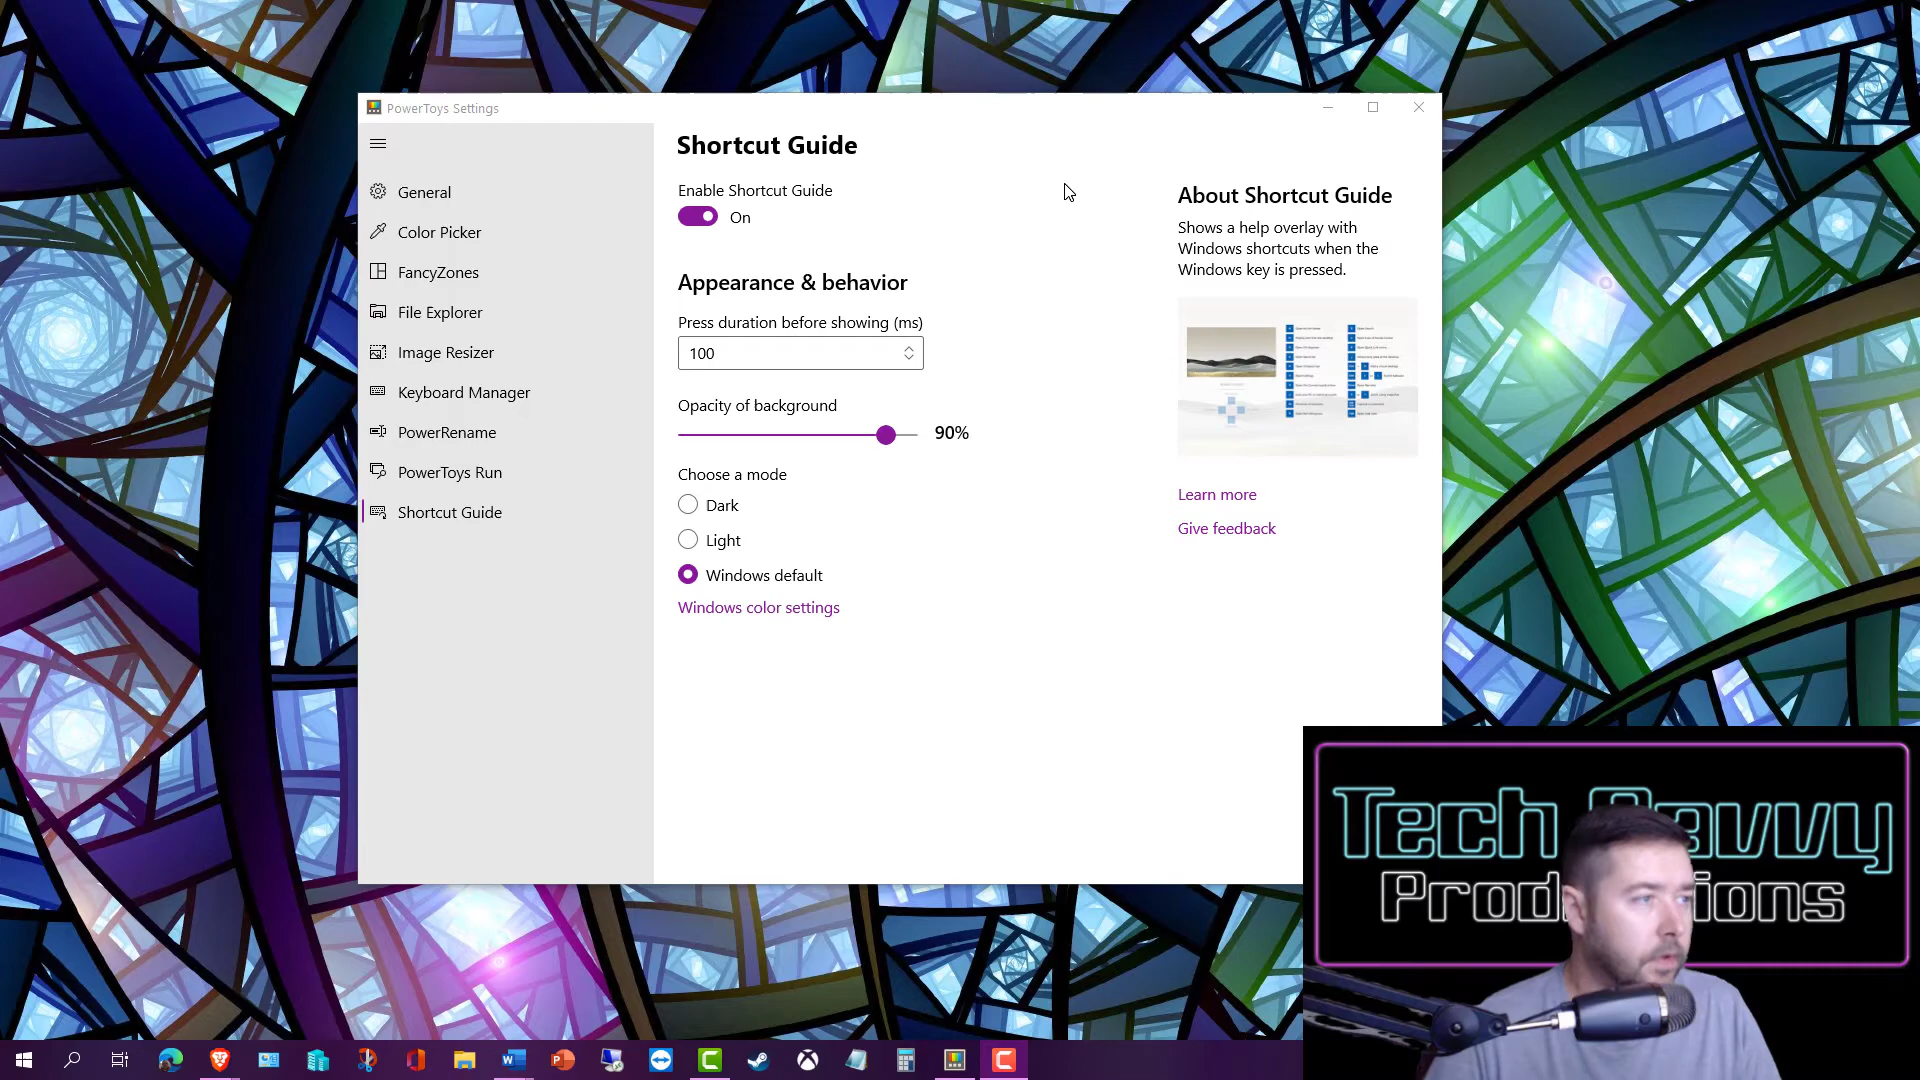 PowerToys Settings
General
Color Picker
FancyZones
File Explorer
Image Resizer
Keyboard Manager
PowerRename
PowerToys Run
Shortcut Guide
Shortcut Guide
Enable Shortcut Guide
On
Appearance & behavior
Press duration before showing (ms)
100
Opacity of background
90%
Choose a mode
Dark
Light
Windows default
Windows color settings
About Shortcut Guide
Shows a help overlay with
Windows shortcuts when the
Windows key is pressed.
Learn more
Give feedback
Tech